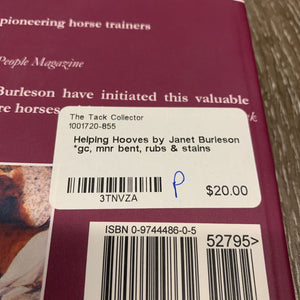 pioneering horse trainers
People Magazine
Burleson have initiated this valuable
re horses
The Tack Collector
1001720-855
Helping Hooves by Janet Burleson
*gc, mnr bent, rubs & stains
3TNVZA
P
$20.00
ISBN 0-9744486-0-5
52795>